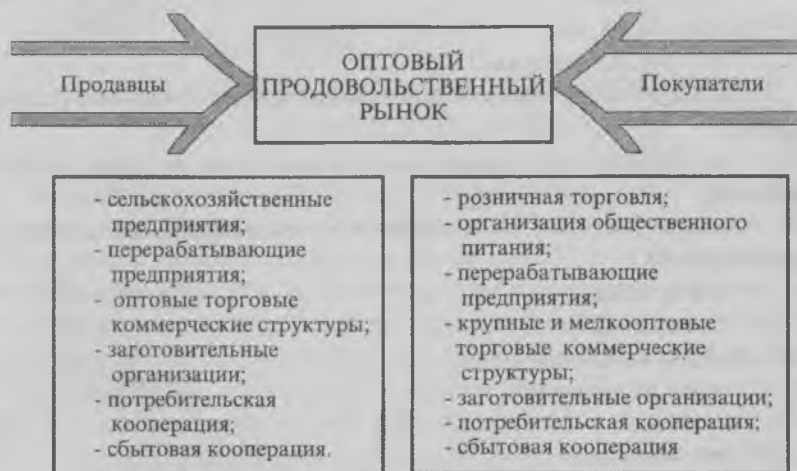 Продавцы
ОПТОВЫЙ
ПРОДОВОЛЬСТВЕННЫЙ
РЫНОК
Покупатели
- сельскохозяйственные
предприятия;
- перерабатывающие
предприятия;
- оптовые торговые
коммерческие структуры;
- заготовительные
организации;
- потребительская
кооперация;
- сбытовая кооперация.
- розничная торговля;
- организация общественного
питания;
- перерабатывающие
предприятия;
- крупные и мелкооптовые
торговые коммерческие
структуры;
- заготовительные организации;
- потребительская кооперация;
- сбытовая кооперация